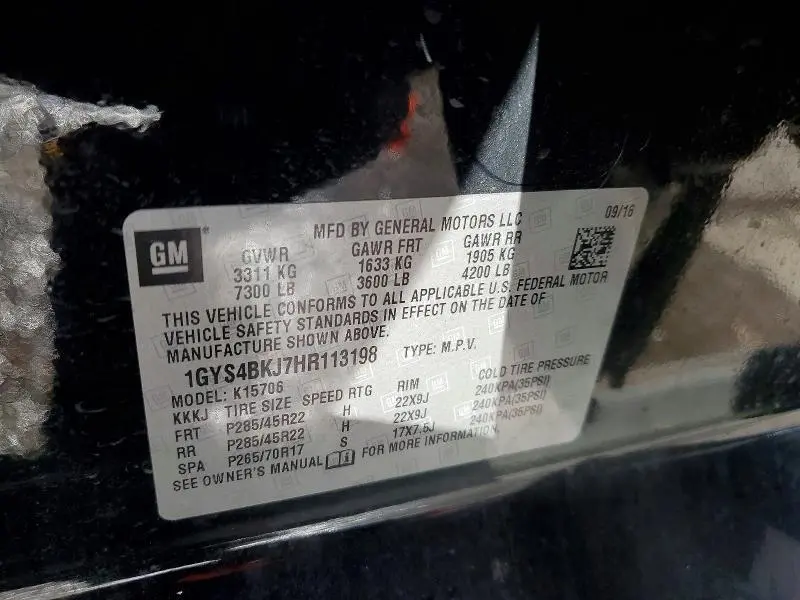 MFD BY GENERAL MOTORS LLC 09/16
GM®
GVWR GAWR FRT GAWR RR
3311 KG 1633 KG 1905 KG
7300 LB 3600 LB 4200 LB
THIS VEHICLE CONFORMS TO ALL APPLICABLE U.S. FEDERAL MOTOR
VEHICLE SAFETY STANDARDS IN EFFECT ON THE DATE OF
MANUFACTURE SHOWN ABOVE.
1GYS4BKJ7HR113198 TYPE: M.P.V.
MODEL: K15706
KKKJ TIRE SIZE SPEED RTG RIM COLD TIRE PRESSURE
FRT P285/45R22 H 22X9J 240KPA(35PSI)
RR P285/45R22 H 22X9J 240KPA(35PSI)
SPA P265/70R17 S 17X7.5J 240KPA(35PSI)
SEE OWNER'S MANUAL FOR MORE INFORMATION.